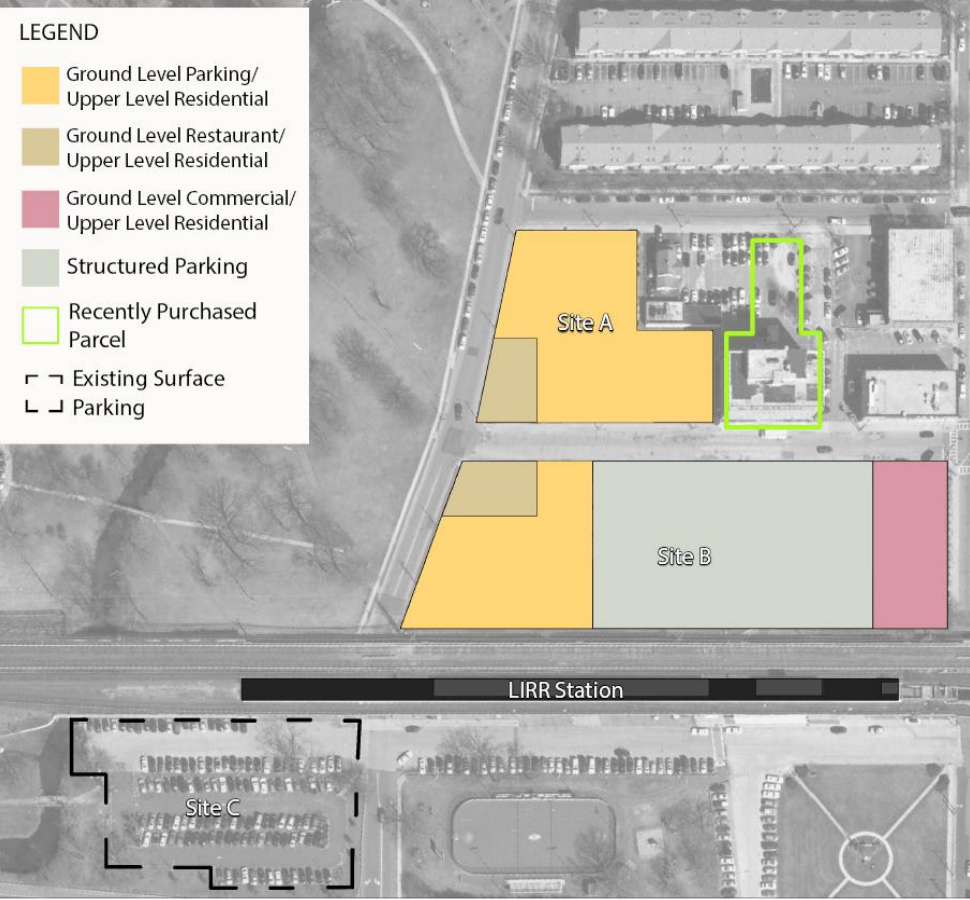 LEGEND
Ground Level Parking/
Upper Level Residential
Ground Level Restaurant/
Upper Level Residential
Ground Level Commercial/
Upper Level Residential
Structured Parking
Recently Purchased
Parcel
Existing Surface
Parking
Site A
Site B
LIRR Station
Site C